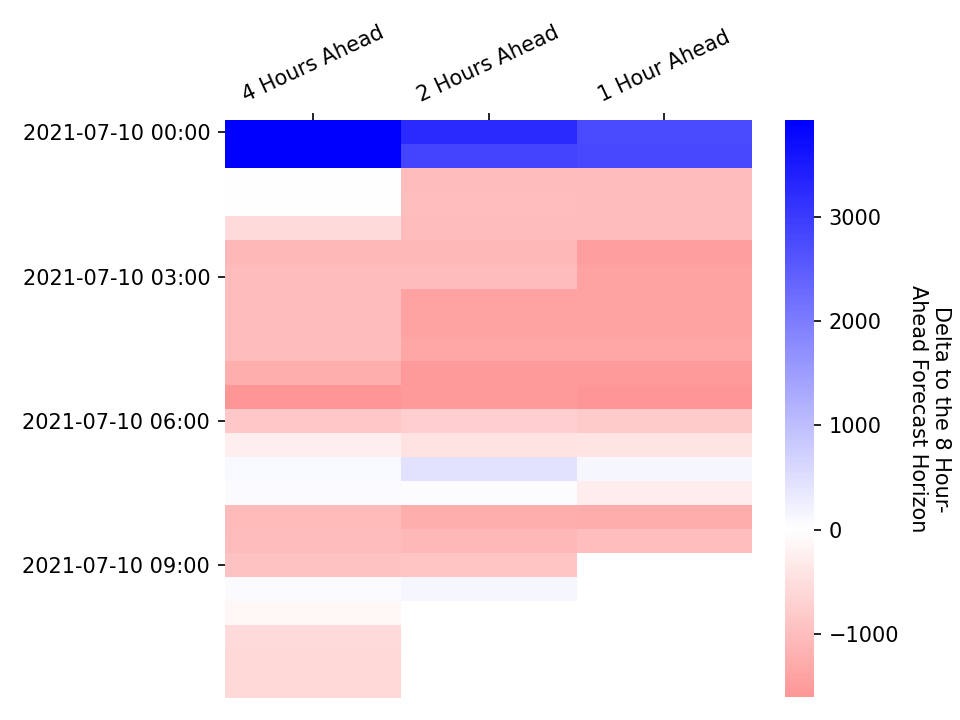 4 Hours Ahead
2 Hours Ahead
1 Hour Ahead
2021-07-10 00:00
2021-07-10 03:00
2021-07-10 06:00
2021-07-10 09:00
3000
2000
1000
0
−1000
Delta to the 8 Hour-
Ahead Forecast Horizon